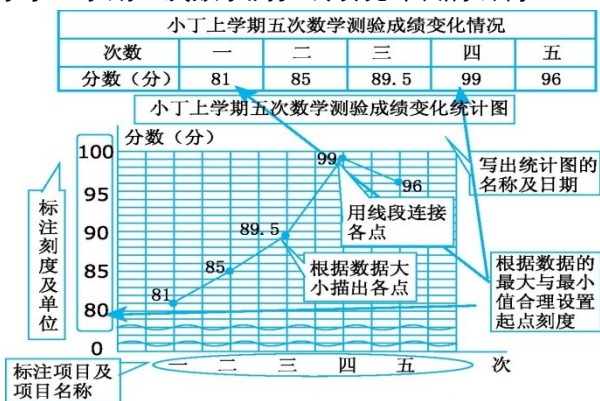 小丁上学期五次数学测验成绩变化情况
次数 一 二 三 四 五
分数（分） 81 85 89.5 99 96
小丁上学期五次数学测验成绩变化统计图
分数（分）
100
95
90
85
80
0
标注刻度及单位
81
85
89.5
99
96
写出统计图的
名称及日期
用线段连接
各点
根据数据大
小描出各点
根据数据的
最大与最小
值合理设置
起点刻度
标注项目及
项目名称
一 二 三 四 五 次